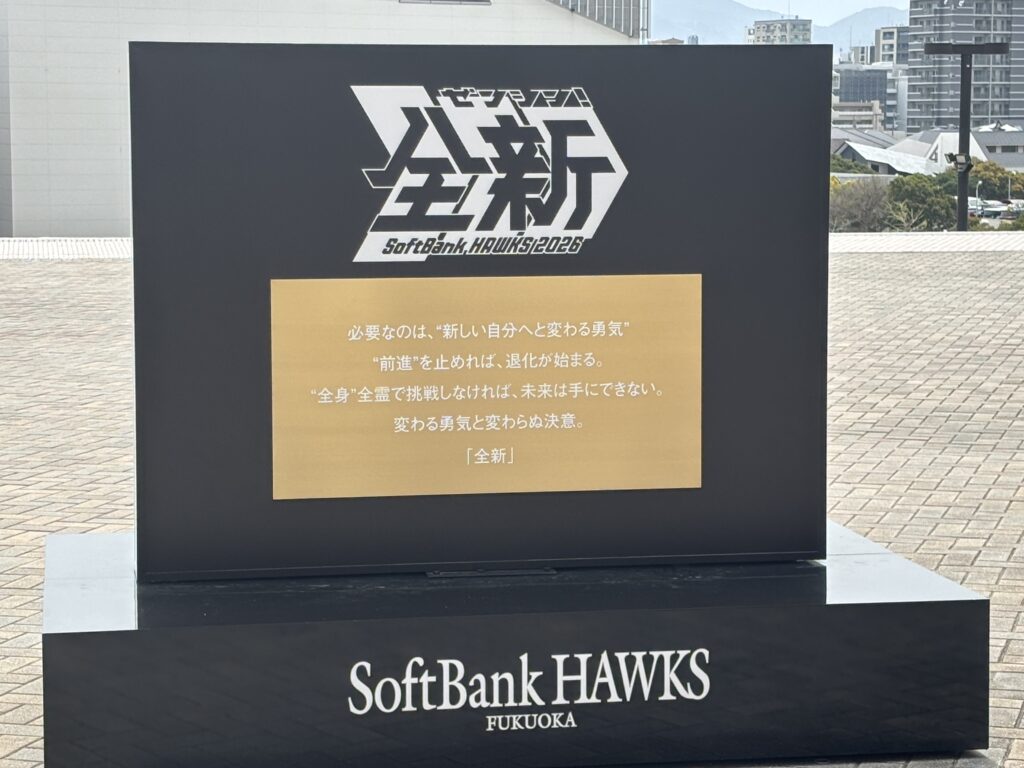 ゼンシン!
全新
SoftBank HAWKS 2026
必要なのは、“新しい自分へと変わる勇気”
“前進”を止めれば、退化が始まる。
“全身”全霊で挑戦しなければ、未来は手にできない。
変わる勇気と変わらぬ決意。
「全新」
SoftBank HAWKS
FUKUOKA